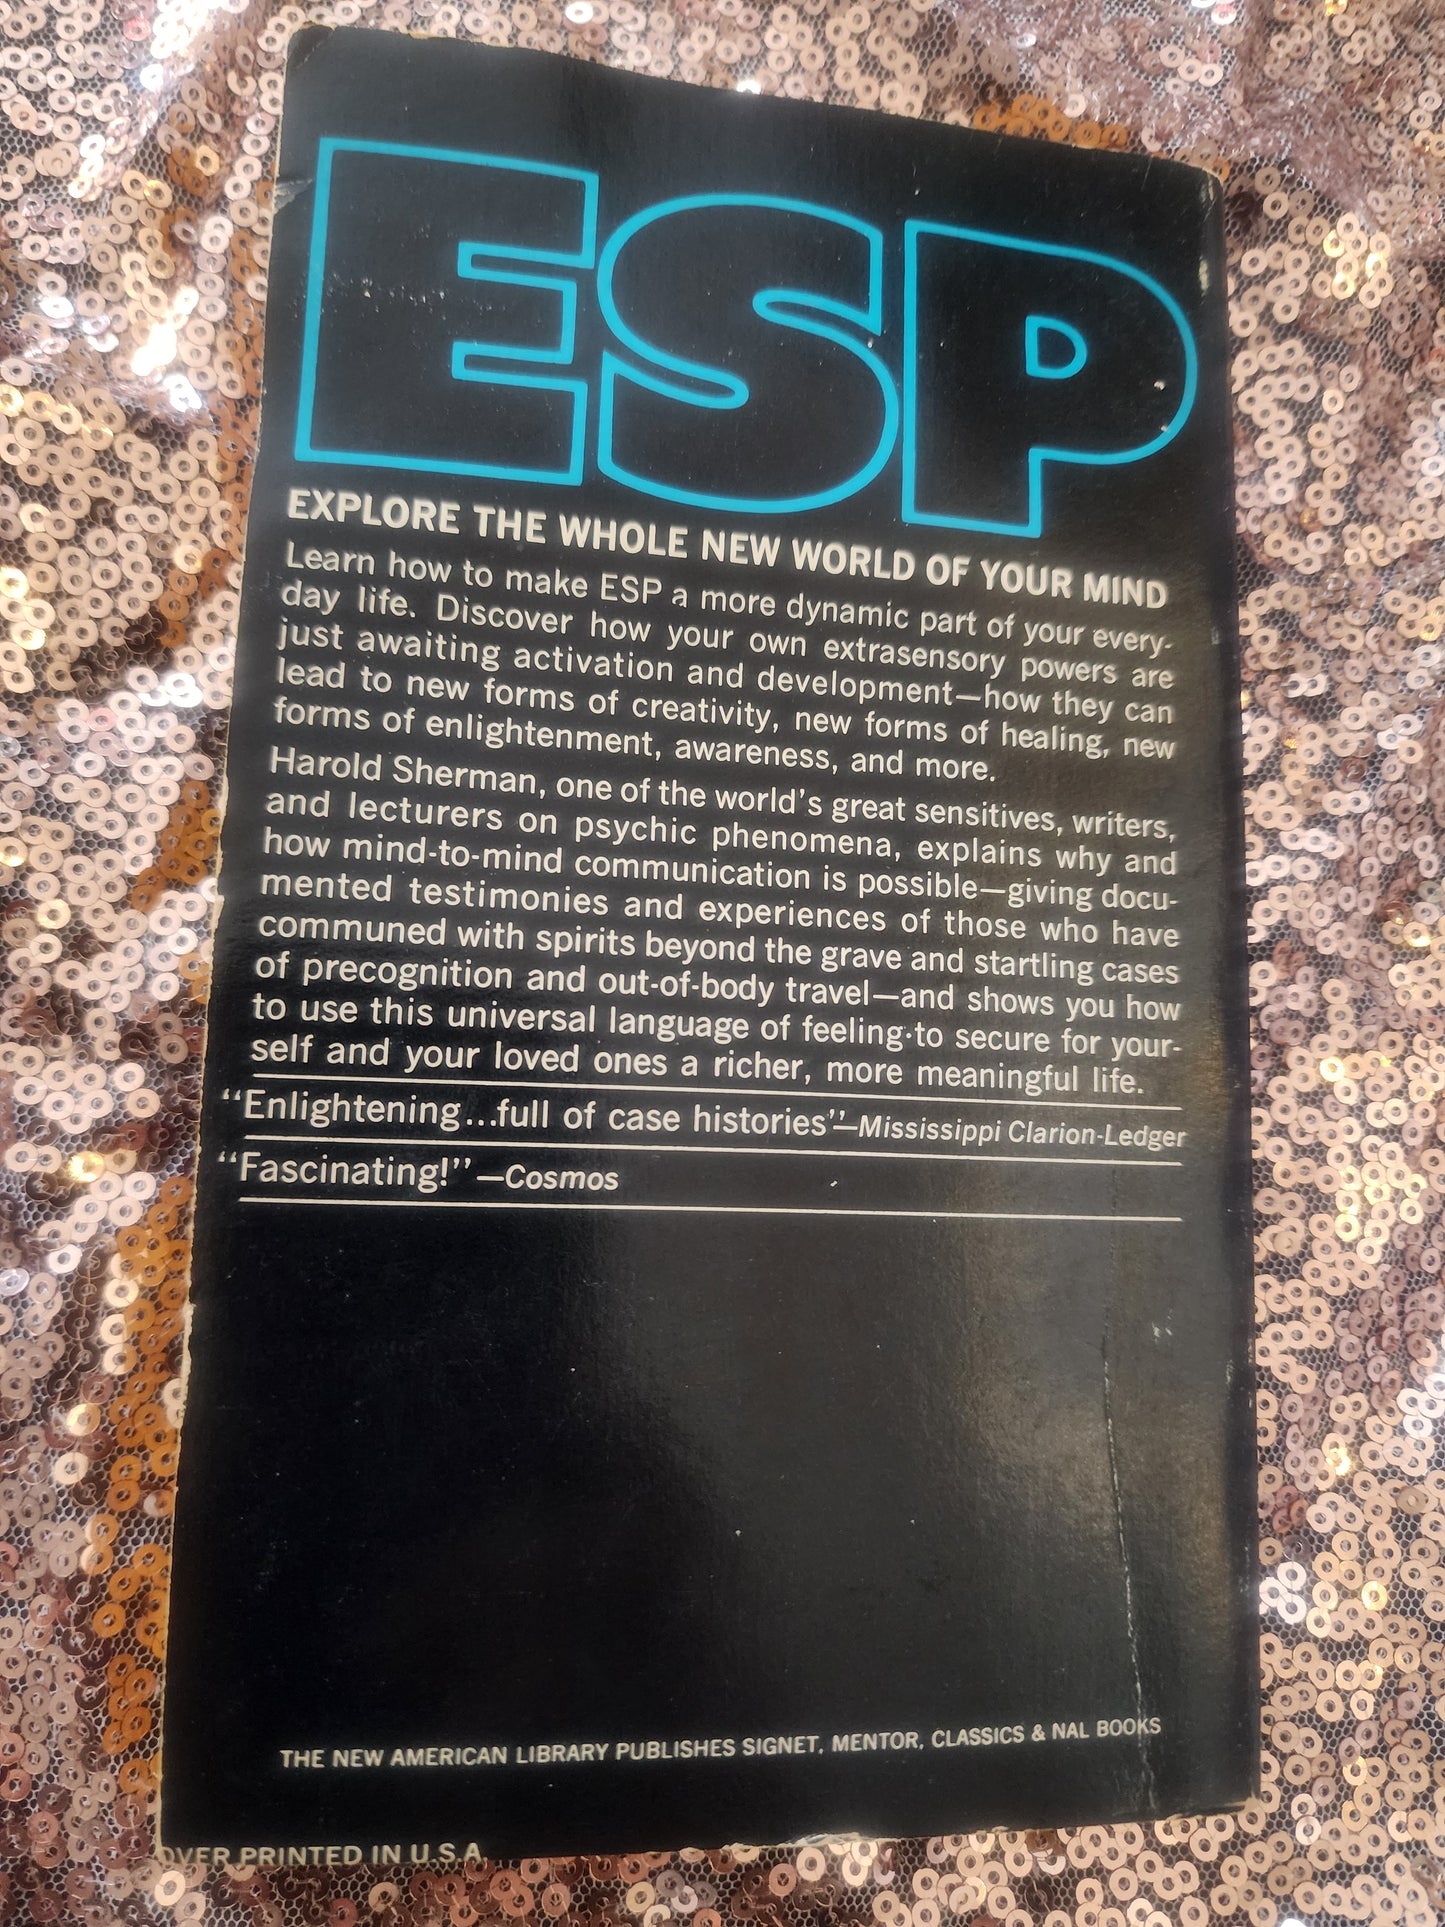 ESP
EXPLORE THE WHOLE NEW WORLD OF YOUR MIND
Learn how to make ESP a more dynamic part of your every-
day life. Discover how your own extrasensory powers are
just awaiting activation and development—how they can
lead to new forms of creativity, new forms of healing, new
forms of enlightenment, awareness, and more.
Harold Sherman, one of the world's great sensitives, writers,
and lecturers on psychic phenomena, explains why and
how mind-to-mind communication is possible—giving docu-
mented testimonies and experiences of those who have
communed with spirits beyond the grave and startling cases
of precognition and out-of-body travel—and shows you how
to use this universal language of feeling to secure for your-
self and your loved ones a richer, more meaningful life.
"Enlightening...full of case histories"—Mississippi Clarion-Ledger
"Fascinating!" —Cosmos
THE NEW AMERICAN LIBRARY PUBLISHES SIGNET, MENTOR, CLASSICS & NAL BOOKS
OVER PRINTED IN U.S.A.